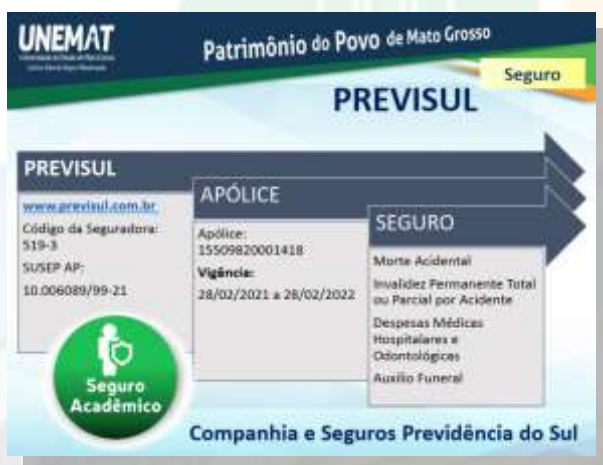 UNEMAT
Patrimônio do Povo de Mato Grosso
Seguro
PREVISUL
PREVISUL
www.previsul.com.br
Código da Seguradora:
519-3
SUSEP AP:
10.006089/99-21
APÓLICE
Apólice:
15509820001418
Vigência:
28/02/2021 a 28/02/2022
SEGURO
Morte Acidental
Invalidez Permanente Total
ou Parcial por Acidente
Despesas Médicas
Hospitalares e
Odontológicas
Auxílio Funeral
Seguro
Acadêmico
Companhia e Seguros Previdência do Sul